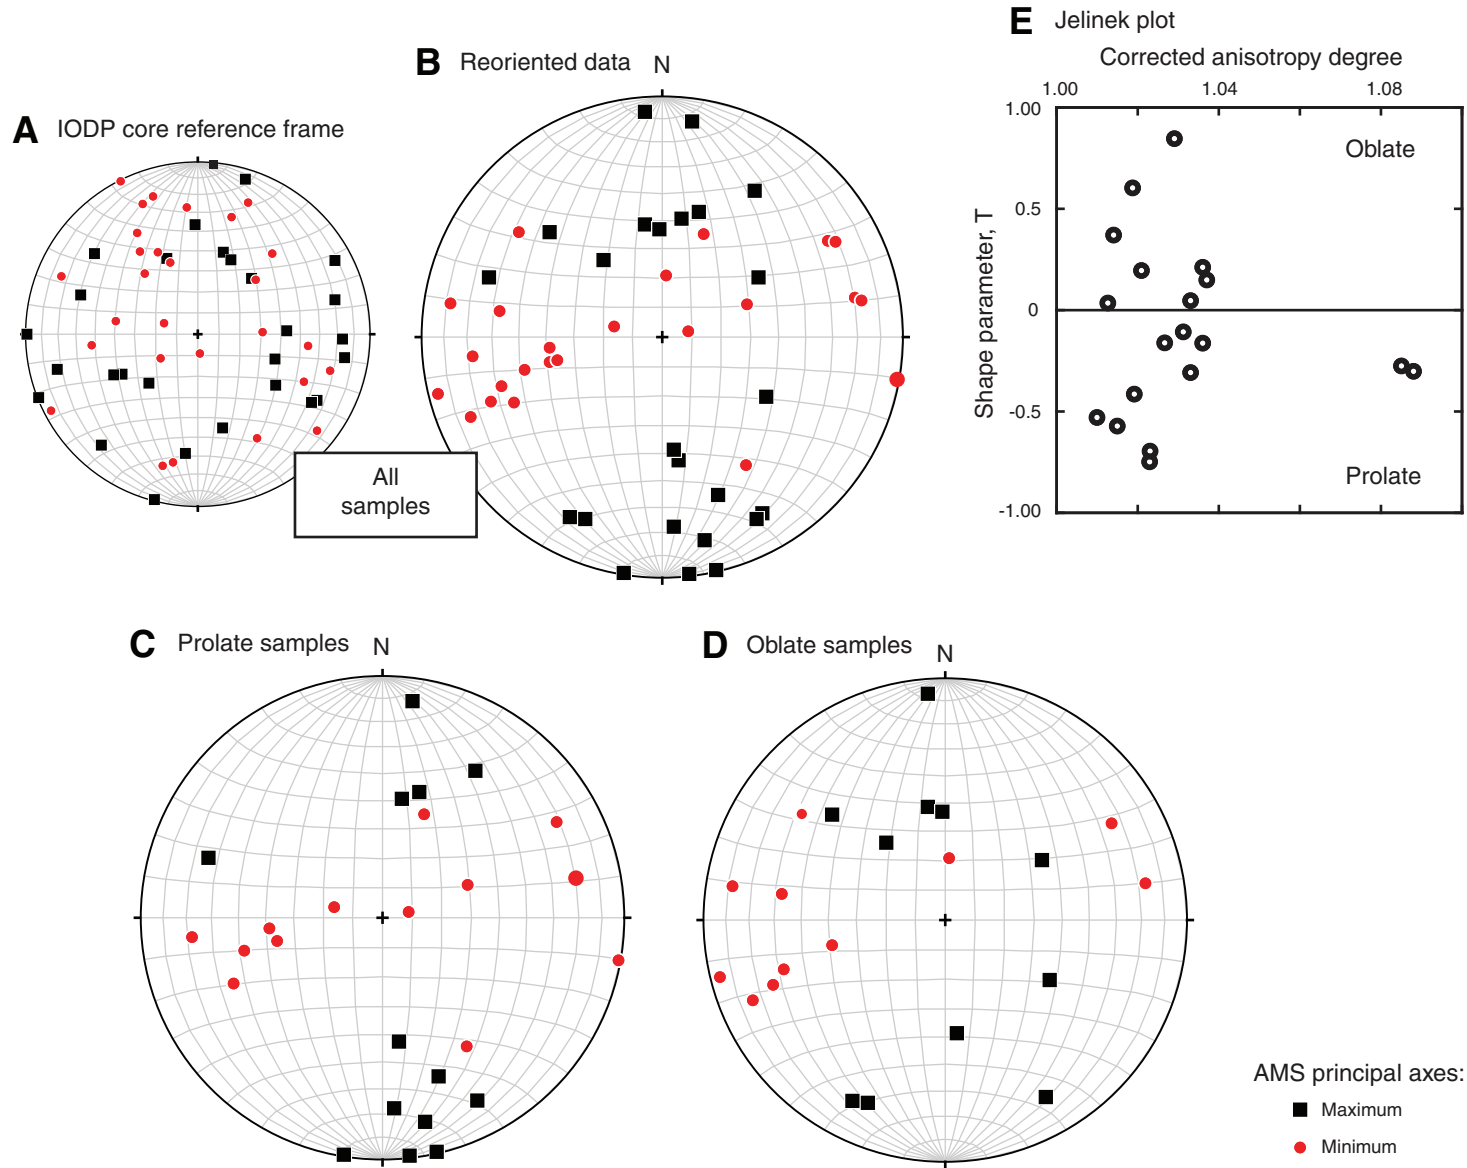 A IODP core reference frame
B Reoriented data
N
E Jelinek plot
Corrected anisotropy degree
1.00 1.04 1.08
1.00
0.5
0
-0.5
-1.00
Shape parameter, T
Oblate
Prolate
All
samples
C Prolate samples
N
D Oblate samples
N
AMS principal axes:
Maximum
Minimum